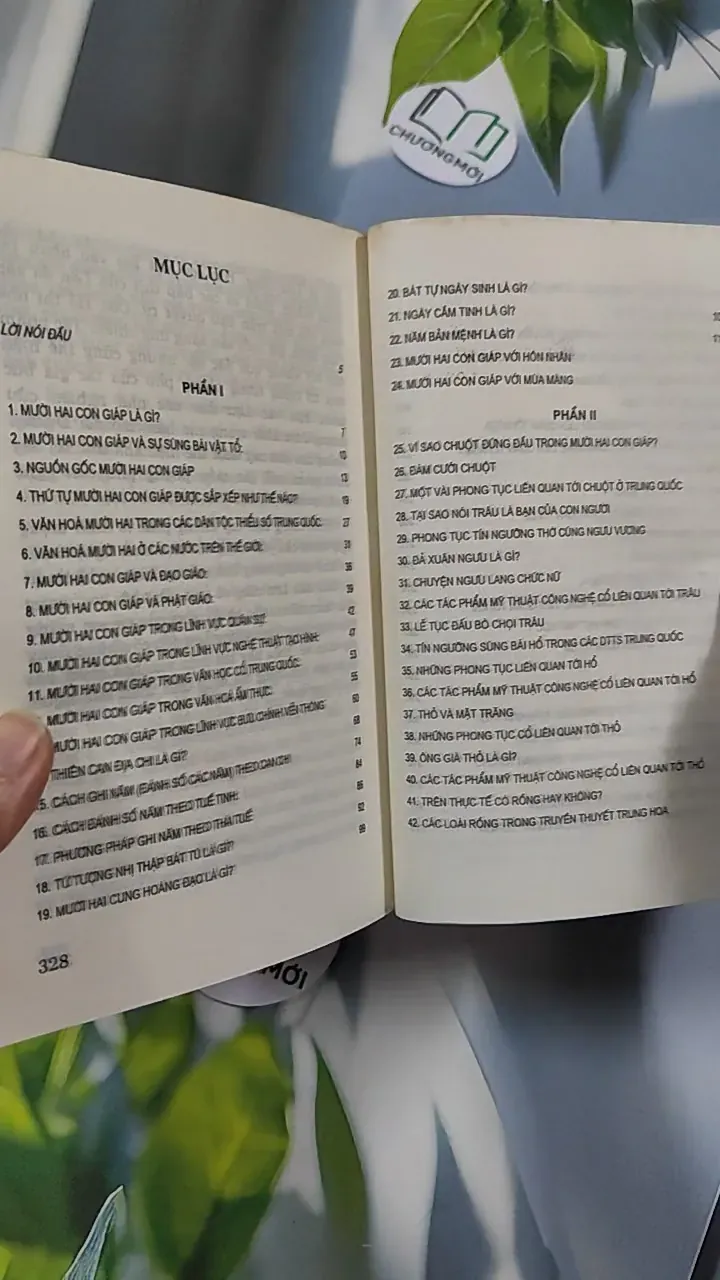 CHƯƠNG MỚI
MỤC LỤC
LỜI NÓI ĐẦU 5
PHẦN I
1. MƯỜI HAI CON GIÁP LÀ GÌ? 7
2. MƯỜI HAI CON GIÁP VÀ SỰ SÙNG BÁI VẬT TỔ: 10
3. NGUỒN GỐC MƯỜI HAI CON GIÁP 13
4. THỨ TỰ MƯỜI HAI CON GIÁP ĐƯỢC SẮP XẾP NHƯ THẾ NÀO? 19
5. VĂN HOÁ MƯỜI HAI TRONG CÁC DÂN TỘC THIỂU SỐ TRUNG QUỐC: 27
6. VĂN HOÁ MƯỜI HAI Ở CÁC NƯỚC TRÊN THẾ GIỚI:
7. MƯỜI HAI CON GIÁP VÀ ĐẠO GIÁO: 36
8. MƯỜI HAI CON GIÁP VÀ PHẬT GIÁO: 39
9. MƯỜI HAI CON GIÁP TRONG LĨNH VỰC QUÂN SỰ: 42
10. MƯỜI HAI CON GIÁP TRONG LĨNH VỰC NGHỆ THUẬT TẠO HÌNH: 47
11. MƯỜI HAI CON GIÁP TRONG VĂN HỌC CỔ TRUNG QUỐC: 53
MƯỜI HAI CON GIÁP TRONG VĂN HOÁ ẨM THỰC: 55
MƯỜI HAI CON GIÁP TRONG LĨNH VỰC BƯU CHÍNH VIỄN THÔNG 60
THIÊN CAN ĐỊA CHI LÀ GÌ? 68
5. CÁCH GHI NĂM (ĐÁNH SỐ CÁC NĂM) THEO CAN CHI 74
16. CÁCH ĐÁNH SỐ NĂM THEO TUẾ TINH: 84
17. PHƯƠNG PHÁP GHI NĂM THEO THÁI TUẾ 86
18. TỨ TƯỢNG NHỊ THẬP BÁT TÚ LÀ GÌ? 92
19. MƯỜI HAI CUNG HOÀNG ĐẠO LÀ GÌ? 99
328
20. BÁT TỰ NGÀY SINH LÀ GÌ?
21. NGÀY CẦM TINH LÀ GÌ? 10
22. NĂM BẢN MỆNH LÀ GÌ? 11
23. MƯỜI HAI CON GIÁP VỚI HÔN NHÂN
24. MƯỜI HAI CON GIÁP VỚI MÙA MÀNG
PHẦN II
25. VÌ SAO CHUỘT ĐỨNG ĐẦU TRONG MƯỜI HAI CON GIÁP?
26. ĐÁM CƯỚI CHUỘT
27. MỘT VÀI PHONG TỤC LIÊN QUAN TỚI CHUỘT Ở TRUNG QUỐC
28. TẠI SAO NÓI TRÂU LÀ BẠN CỦA CON NGƯỜI
29. PHONG TỤC TÍN NGƯỠNG THỜ CÚNG NGƯU VƯƠNG
30. ĐẢ XUÂN NGƯU LÀ GÌ?
31. CHUYỆN NGƯU LANG CHỨC NỮ
32. CÁC TÁC PHẨM MỸ THUẬT CÔNG NGHỆ CỔ LIÊN QUAN TỚI TRÂU
33. LỄ TỤC ĐẤU BÒ CHỌI TRÂU
34. TÍN NGƯỠNG SÙNG BÁI HỔ TRONG CÁC DTTS TRUNG QUỐC
35. NHỮNG PHONG TỤC LIÊN QUAN TỚI HỔ
36. CÁC TÁC PHẨM MỸ THUẬT CÔNG NGHỆ CỔ LIÊN QUAN TỚI HỔ
37. THỎ VÀ MẶT TRĂNG
38. NHỮNG PHONG TỤC CỔ LIÊN QUAN TỚI THỎ
39. ÔNG GIÀ THỎ LÀ GÌ?
40. CÁC TÁC PHẨM MỸ THUẬT CÔNG NGHỆ CỔ LIÊN QUAN TỚI THỎ
41. TRÊN THỰC TẾ CÓ RỒNG HAY KHÔNG?
42. CÁC LOÀI RỒNG TRONG TRUYỀN THUYẾT TRUNG HOA
MỚI